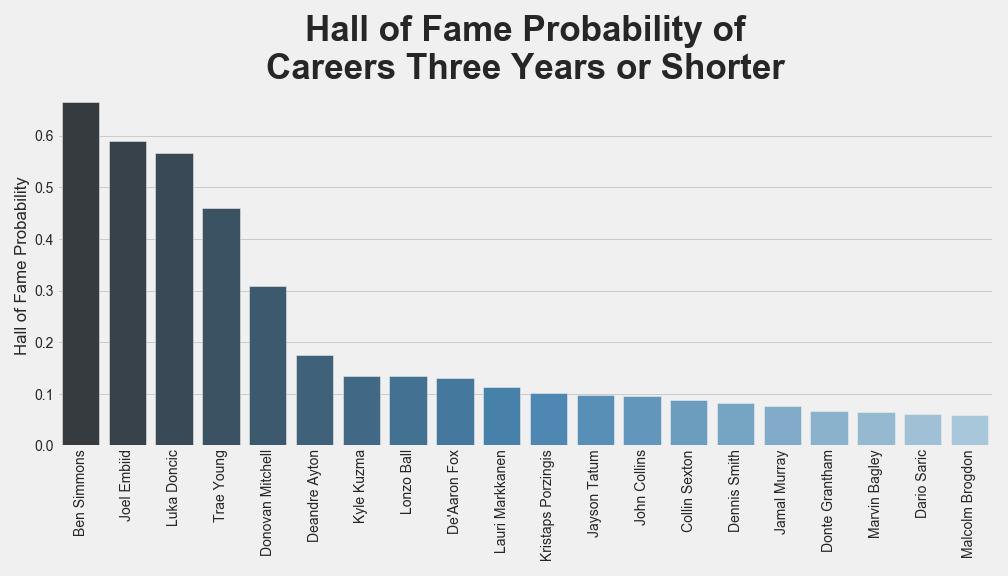 Hall of Fame Probability of
Careers Three Years or Shorter
Hall of Fame Probability
0.6
0.5
0.4
0.3
0.2
0.1
0.0
Ben Simmons
Joel Embiid
Luka Doncic
Trae Young
Donovan Mitchell
Deandre Ayton
Kyle Kuzma
Lonzo Ball
De'Aaron Fox
Lauri Markkanen
Kristaps Porzingis
Jayson Tatum
John Collins
Collin Sexton
Dennis Smith
Jamal Murray
Donte Grantham
Marvin Bagley
Dario Saric
Malcolm Brogdon